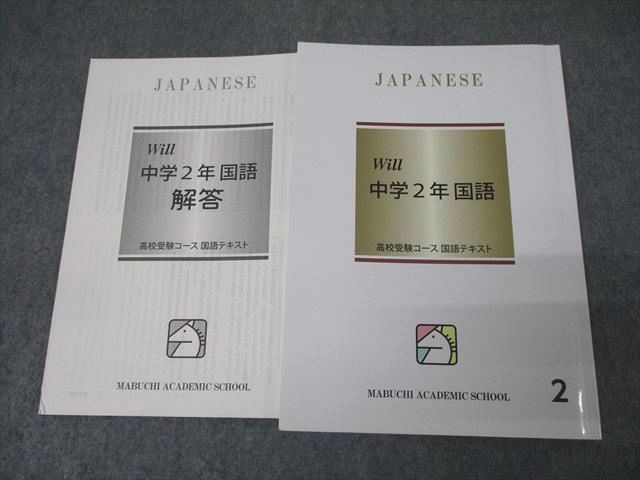 JAPANESE
Will
中学2年 国語
解答
高校受験コース 国語テキスト
MABUCHI ACADEMIC SCHOOL
JAPANESE
Will
中学2年 国語
高校受験コース 国語テキスト
MABUCHI ACADEMIC SCHOOL
2